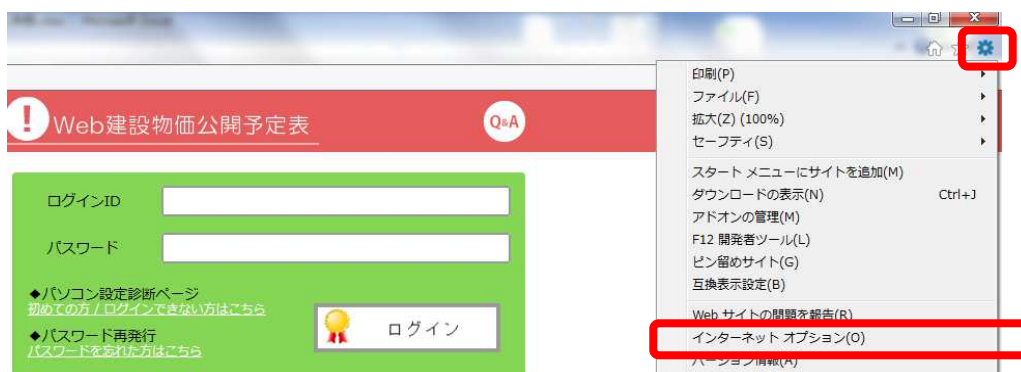 印刷(P)
ファイル(F)
拡大(Z) (100%)
セーフティ(S)
スタート メニューにサイトを追加(M)
ダウンロードの表示(N) Ctrl+J
アドオンの管理(M)
F12 開発者ツール(L)
ピン留めサイト(G)
互換表示設定(B)
Web サイトの問題を報告(R)
インターネット オプション(O)
バージョン情報(A)
! Web建設物価公開予定表
Q&A
ログインID
パスワード
◆パソコン設定診断ページ
初めての方 / ログインできない方はこちら
◆パスワード再発行
パスワードを忘れた方はこちら
ログイン